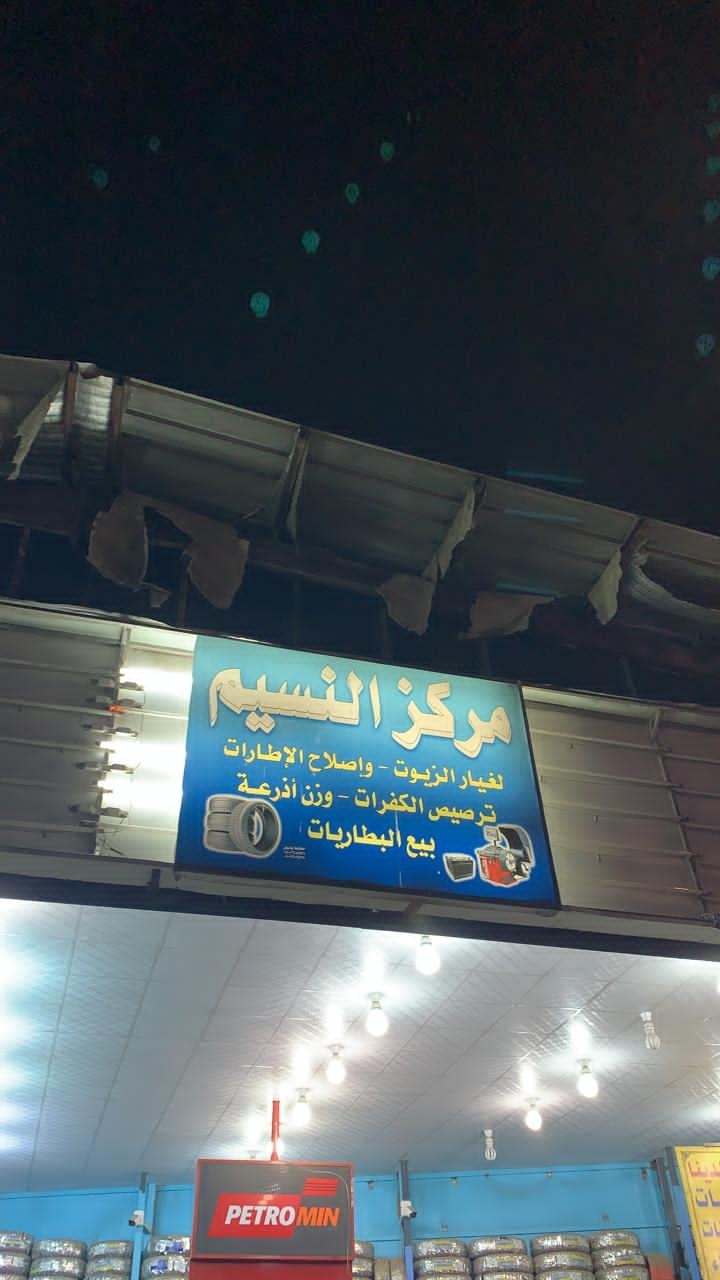 مركز النسيم
لغيار الزيوت - وإصلاح الإطارات
ترصيص الكفرات - وزن أذرعة
بيع البطاريات
PETROMIN